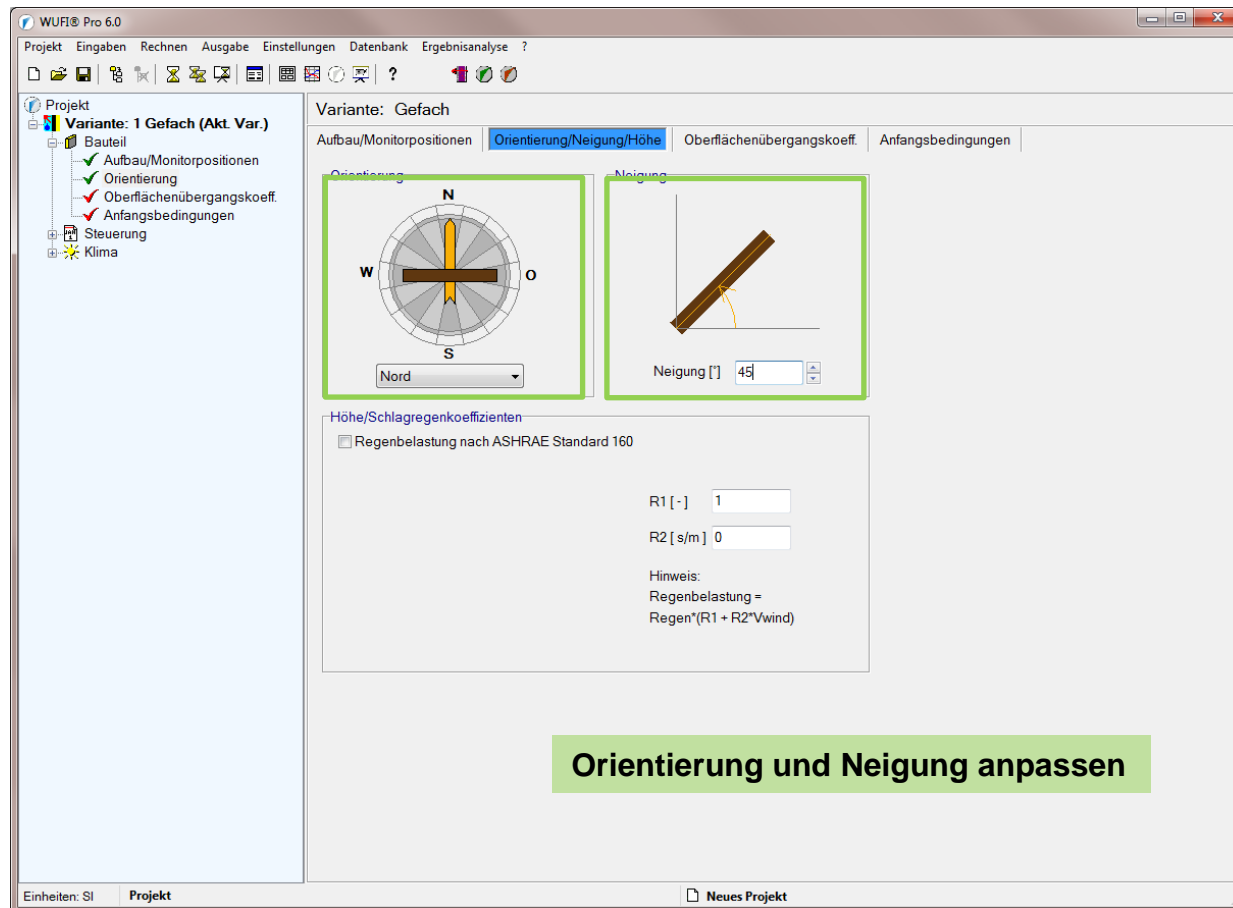 WUFI® Pro 6.0
Projekt Eingaben Rechnen Ausgabe Einstellungen Datenbank Ergebnisanalyse ?
Projekt
Variante: 1 Gefach (Akt. Var.)
Bauteil
Aufbau/Monitorpositionen
Orientierung
Oberflächenübergangskoeff.
Anfangsbedingungen
Steuerung
Klima
Variante: Gefach
Aufbau/Monitorpositionen Orientierung/Neigung/Höhe Oberflächenübergangskoeff. Anfangsbedingungen
Orientierung
N
W
O
S
Nord
Neigung
Neigung [°] 45
Höhe/Schlagregenkoeffizienten
Regenbelastung nach ASHRAE Standard 160
R1 [ - ] 1
R2 [ s/m ] 0
Hinweis:
Regenbelastung =
Regen*(R1 + R2*Vwind)
Orientierung und Neigung anpassen
Einheiten: SI Projekt Neues Projekt